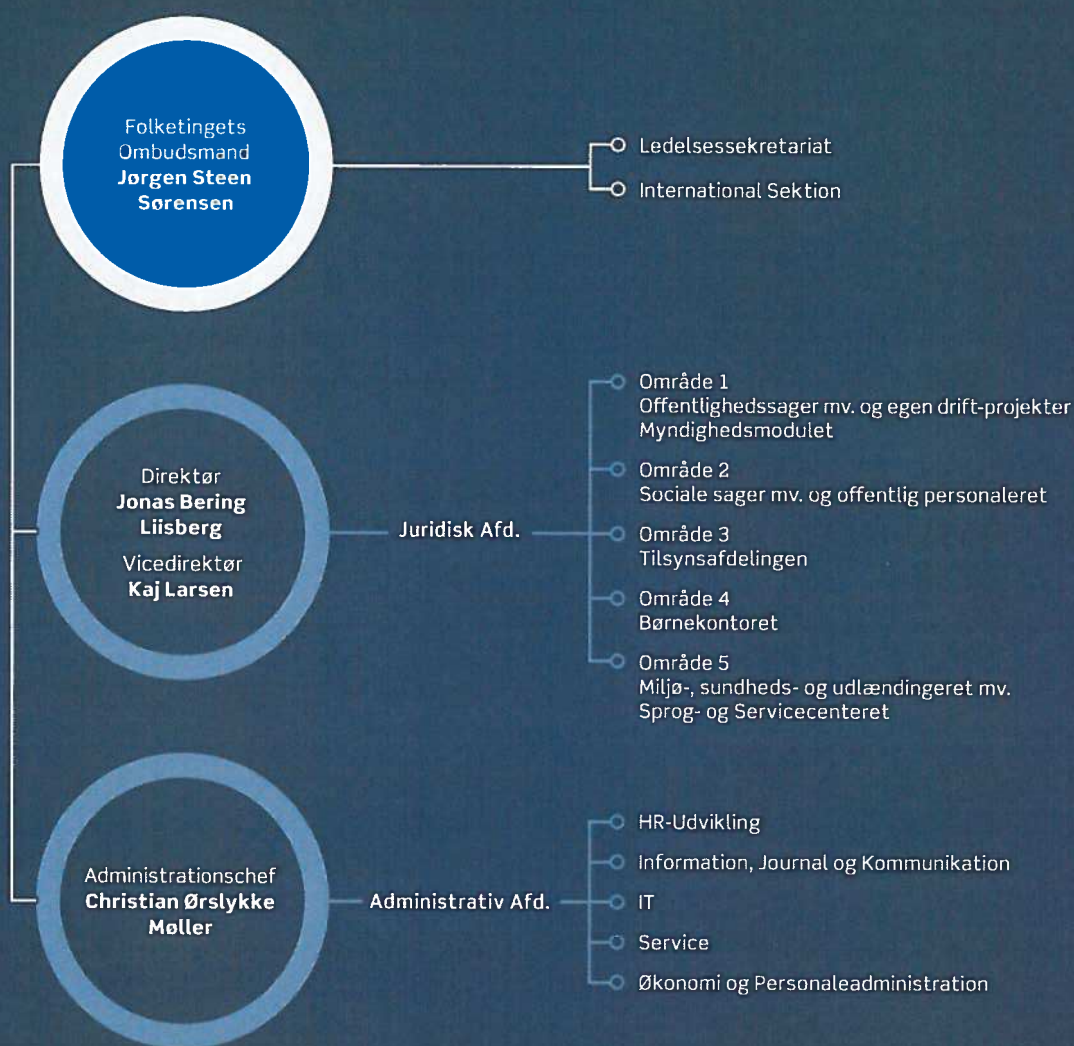 Folketingets
Ombudsmand
Jørgen Steen
Sørensen
Ledelsessekretariat
International Sektion
Direktør
Jonas Bering
Liisberg
Vicedirektør
Kaj Larsen
Juridisk Afd.
Område 1
Offentlighedssager mv. og egen drift-projekter
Myndighedsmodulet
Område 2
Sociale sager mv. og offentlig personaleret
Område 3
Tilsynsafdelingen
Område 4
Børnekontoret
Område 5
Miljø-, sundheds- og udlændingeret mv.
Sprog- og Servicecenteret
Administrationschef
Christian Ørslykke
Møller
Administrativ Afd.
HR-Udvikling
Information, Journal og Kommunikation
IT
Service
Økonomi og Personaleadministration